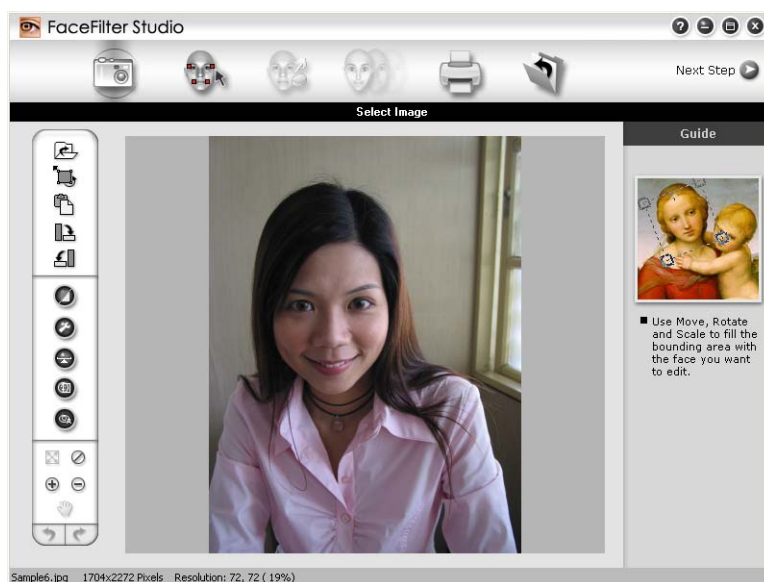 FaceFilter Studio
Next Step
Select Image
Guide
Use Move, Rotate
and Scale to fill the
bounding area with
the face you want
to edit.
Sample6.jpg 1704x2272 Pixels Resolution: 72, 72 ( 19%)